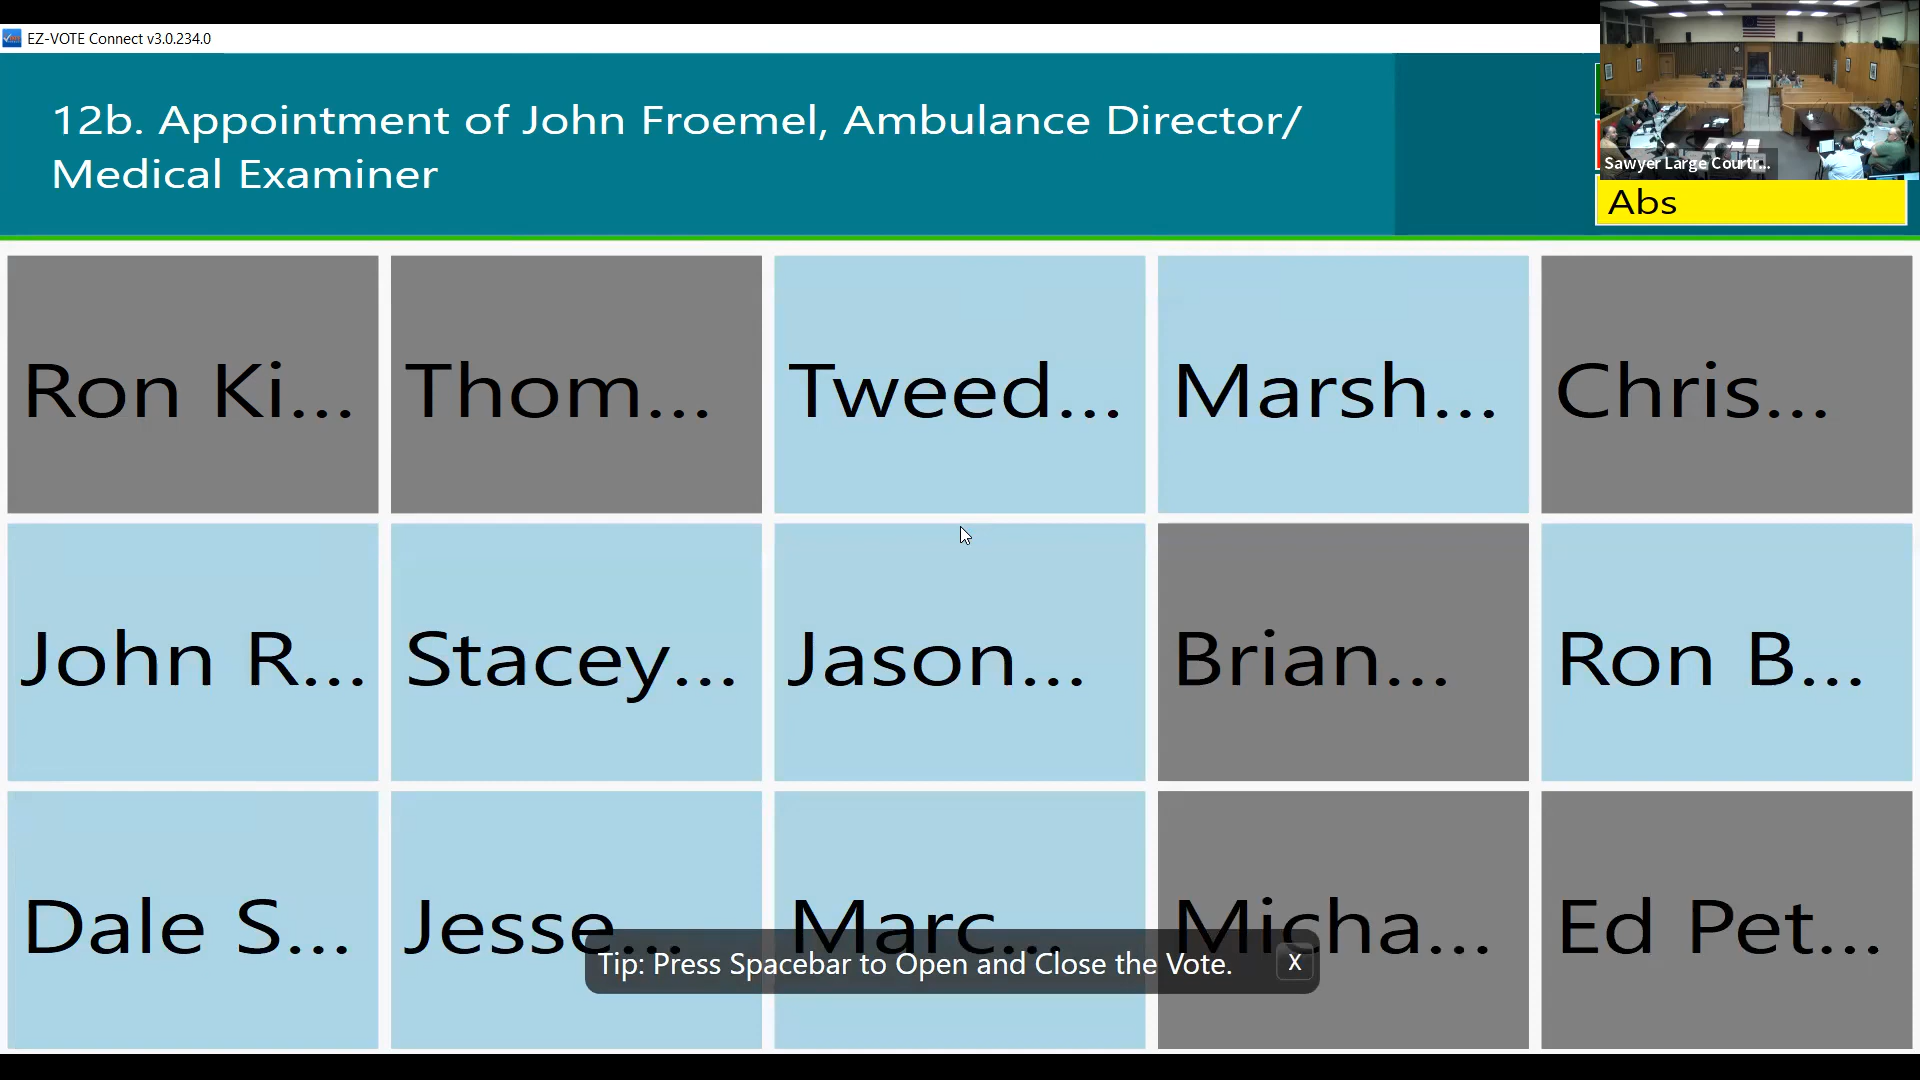 EZ-VOTE Connect v3.0.234.0
12b. Appointment of John Froemel, Ambulance Director/
Medical Examiner
Sawyer Large Courtr...
Abs
Ron Ki...
Thom...
Tweed...
Marsh...
Chris...
John R...
Stacey...
Jason...
Brian...
Ron B...
Dale S...
Jesse...
Marc...
Micha...
Ed Pet...
Tip: Press Spacebar to Open and Close the Vote.
X